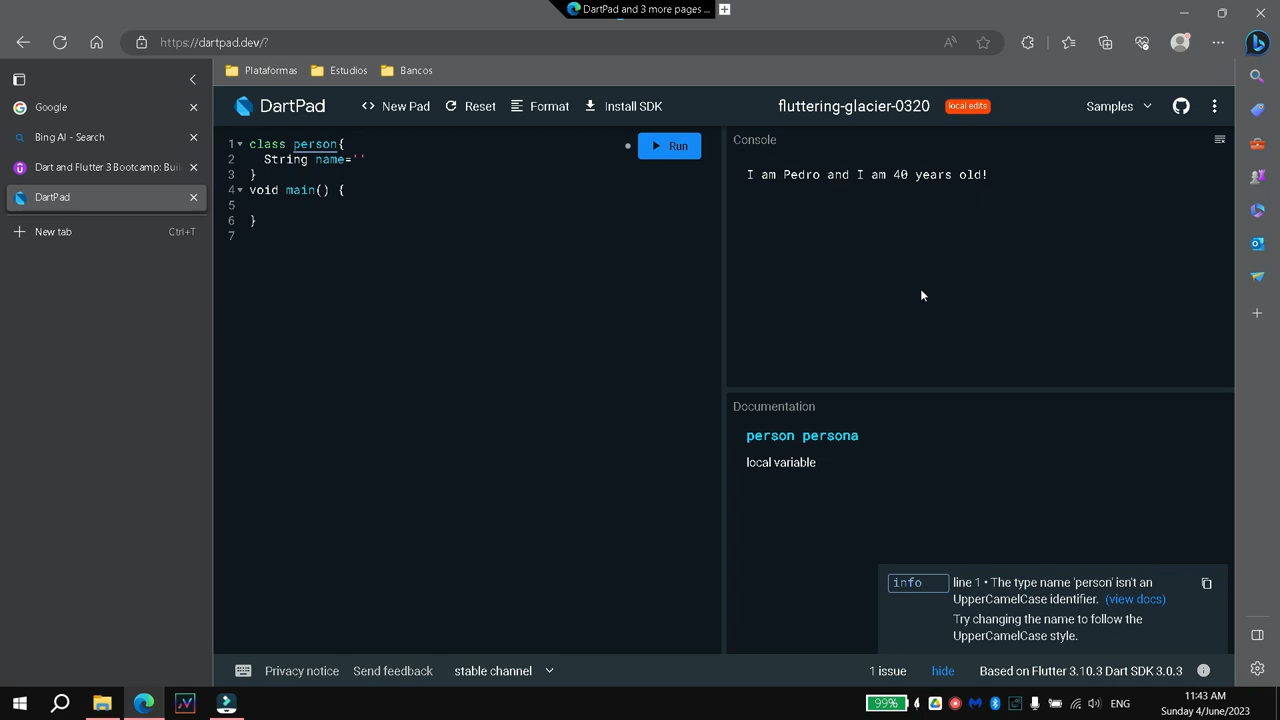 DartPad and 3 more pages ...
https://dartpad.dev/?
Plataformas
Estudios
Bancos
Google
Bing AI - Search
Dart and Flutter 3 Bootcamp: Buil
DartPad
New tab
Ctrl+T
DartPad
<> New Pad
Reset
Format
Install SDK
fluttering-glacier-0320
local edits
Samples
1 class person{
2 String name=''
3 }
4 void main() {
5
6 }
7
Run
Console
I am Pedro and I am 40 years old!
Documentation
person persona
local variable
info
line 1 • The type name 'person' isn't an
UpperCamelCase identifier. (view docs)
Try changing the name to follow the
UpperCamelCase style.
Privacy notice
Send feedback
stable channel
1 issue
hide
Based on Flutter 3.10.3 Dart SDK 3.0.3
99%
ENG
11:43 AM
Sunday 4/June/2023